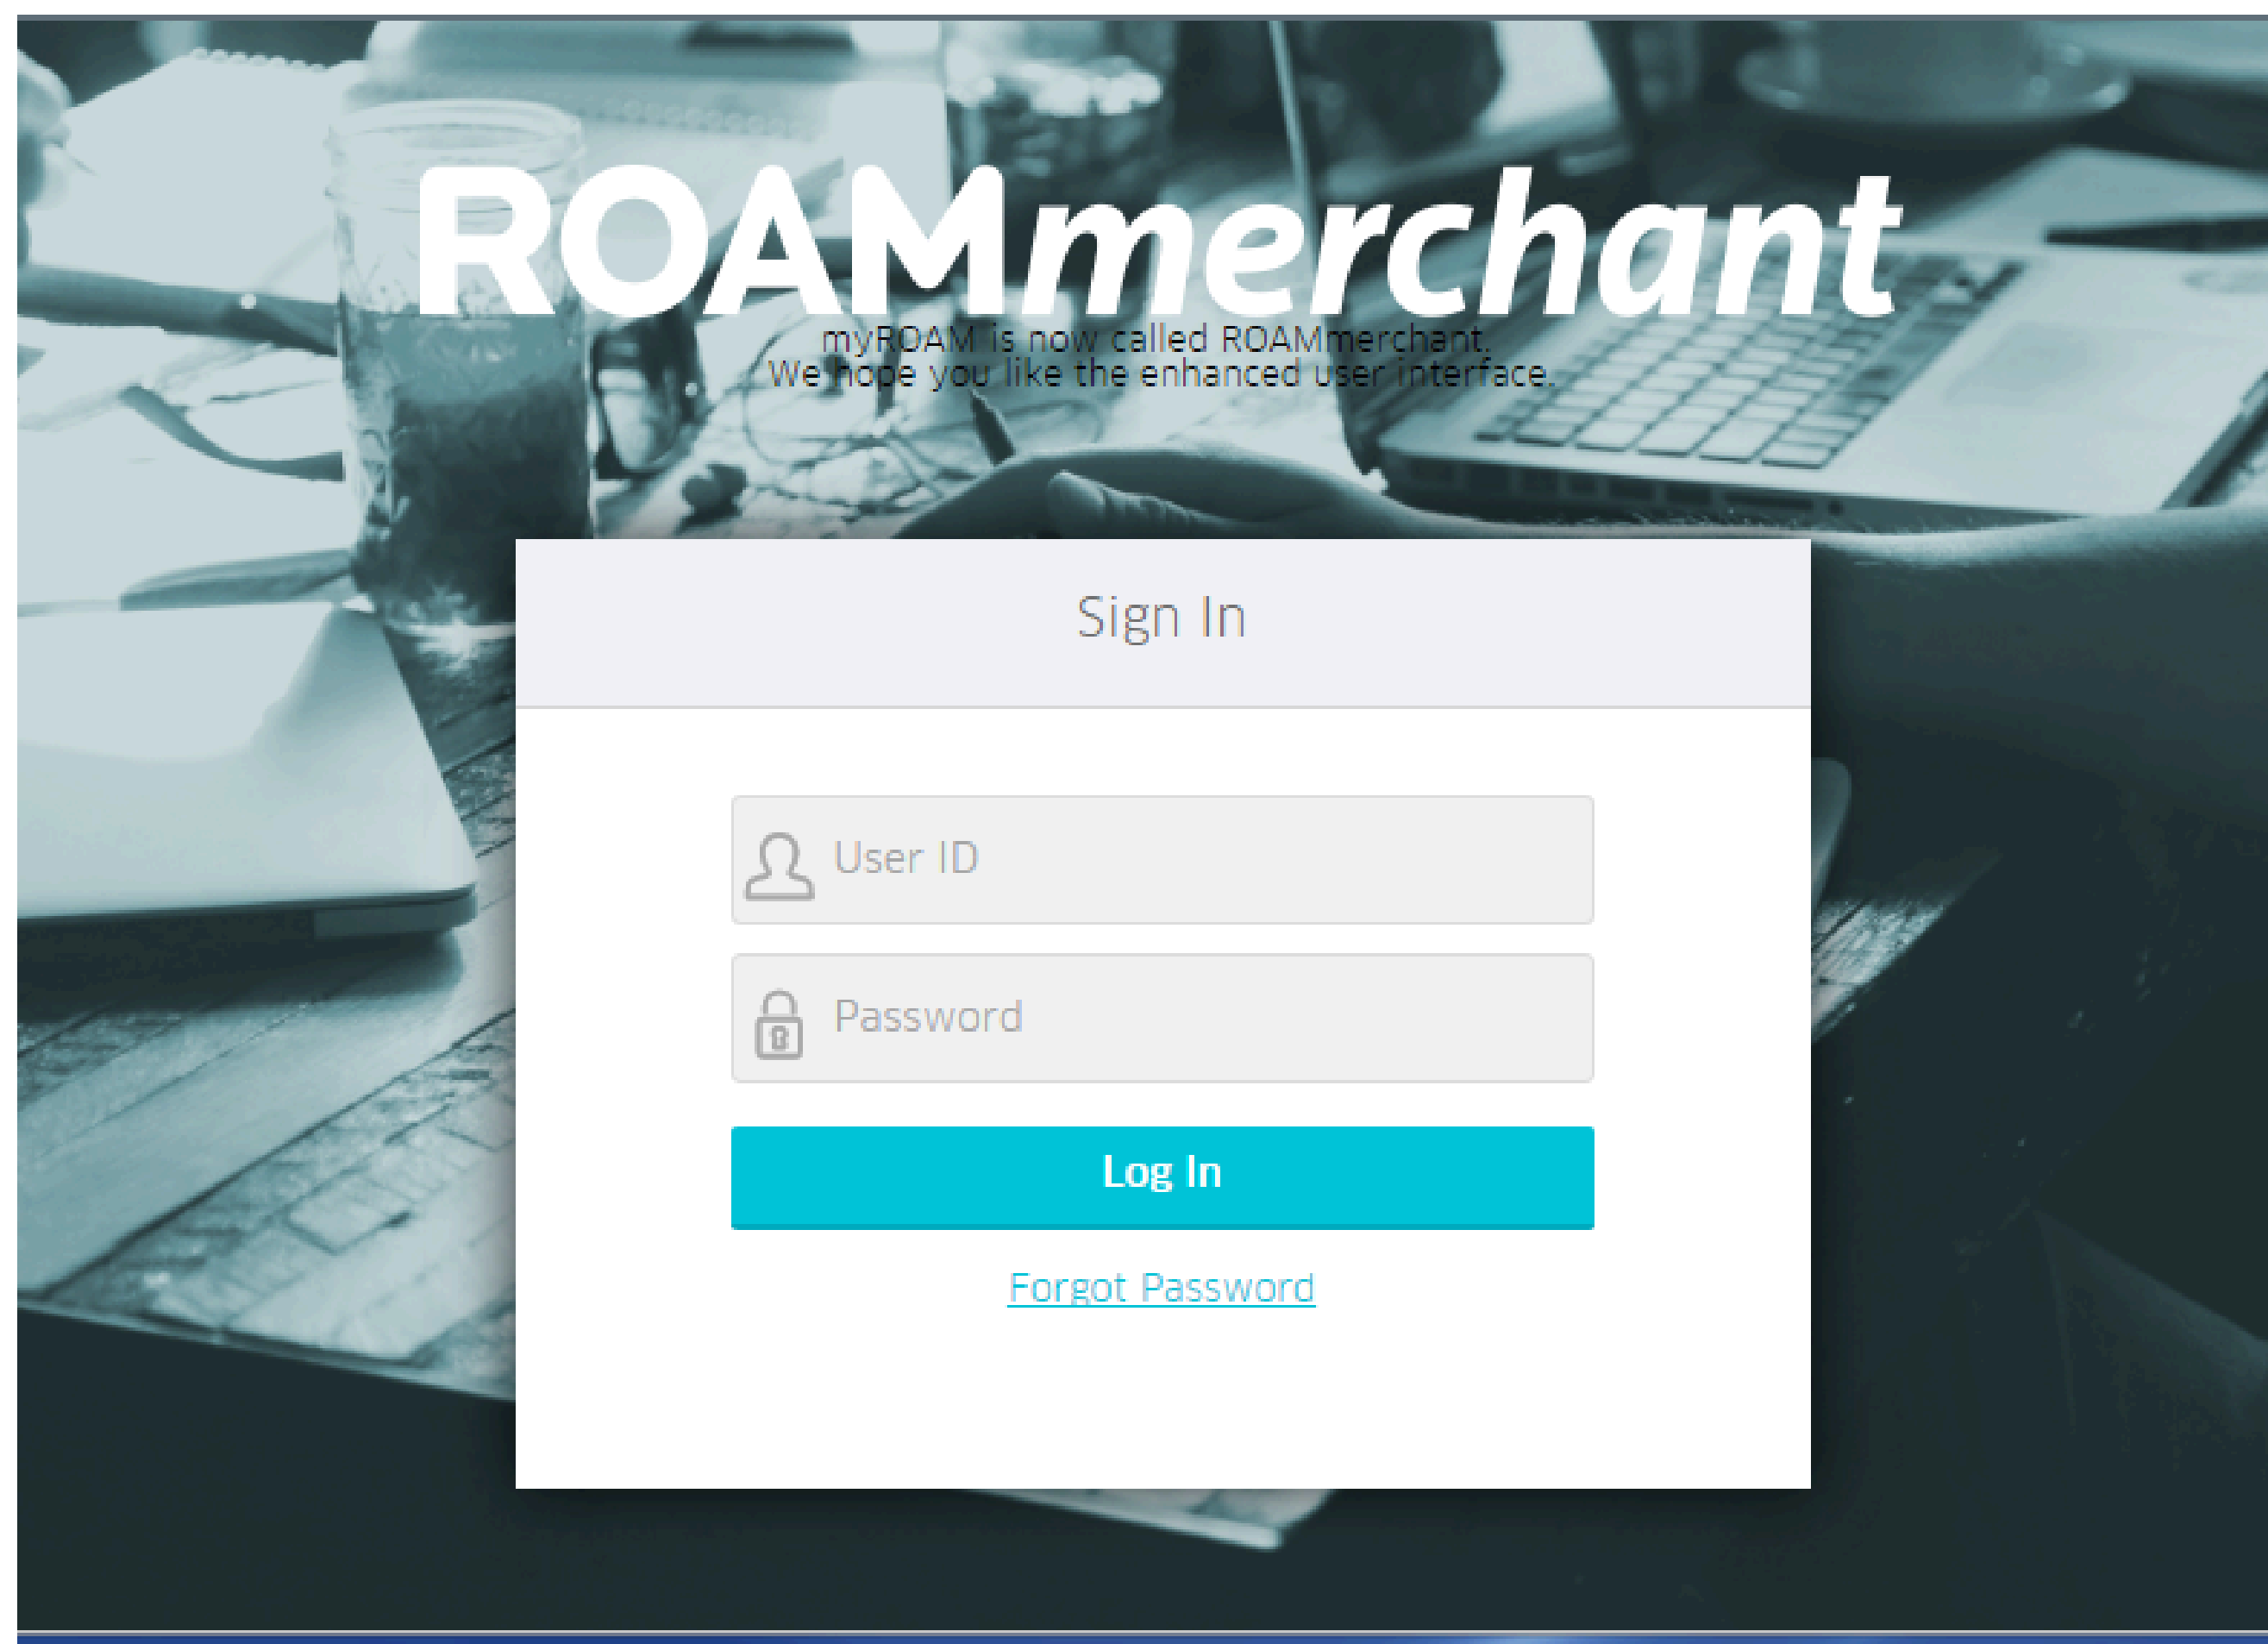 ROAMmerchant
myROAM is now called ROAMmerchant.
We hope you like the enhanced user interface.
Sign In
User ID
Password
Log In
Forgot Password